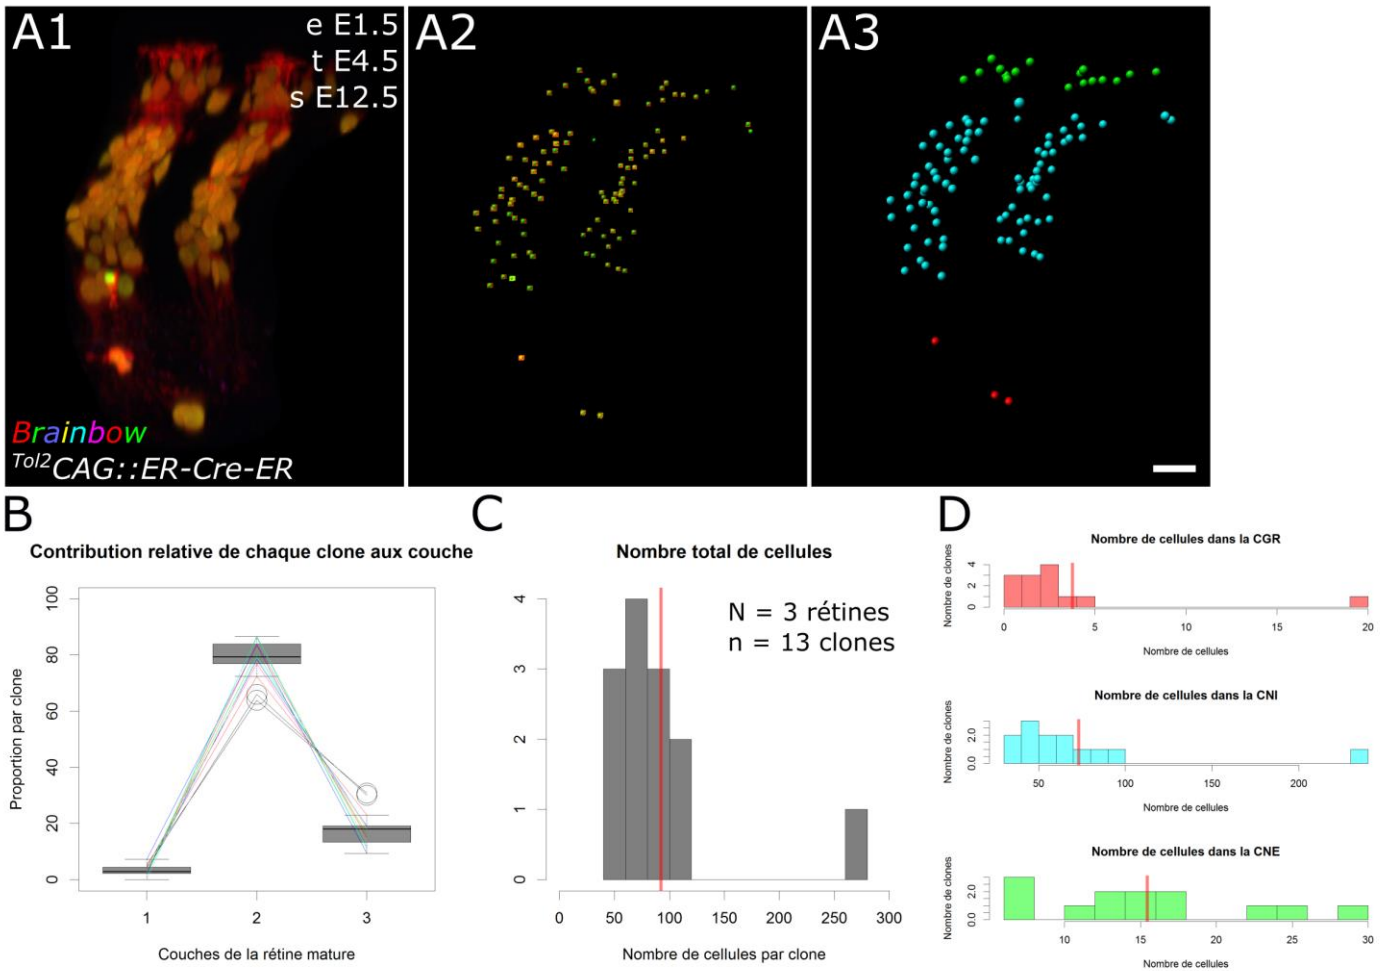 A1
e E1.5
t E4.5
s E12.5
Brainbow
Tol2CAG::ER-Cre-ER
A2
A3
B
Contribution relative de chaque clone aux couche
Proportion par clone
100
80
60
40
20
0
1 2 3
Couches de la rétine mature
C
Nombre total de cellules
N = 3 rétines
n = 13 clones
4
3
2
1
0
0 50 100 150 200 250 300
Nombre de cellules par clone
D
Nombre de cellules dans la CGR
Nombre de clones
4
2
0
0 5 10 15 20
Nombre de cellules
Nombre de cellules dans la CNI
Nombre de clones
2.0
0.0
50 100 150 200
Nombre de cellules
Nombre de cellules dans la CNE
Nombre de clones
2.0
0.0
10 15 20 25 30
Nombre de cellules